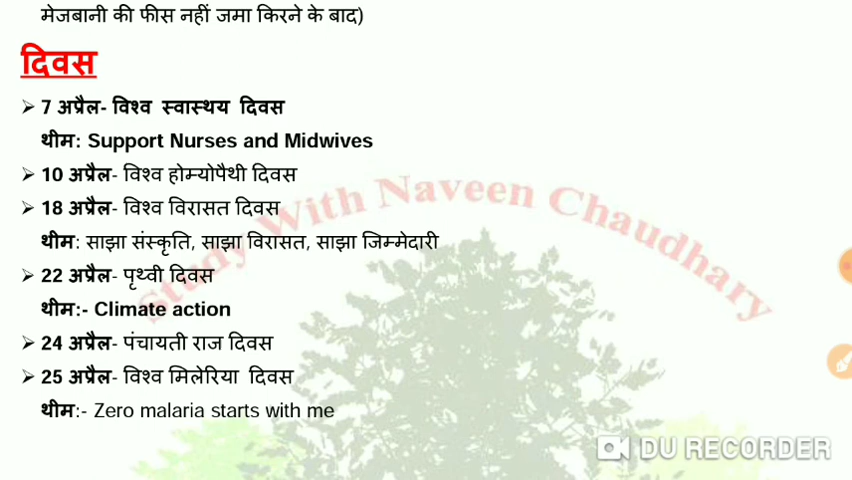 मेजबानी की फीस नहीं जमा किरने के बाद)
दिवस
➢ 7 अप्रैल- विश्व स्वास्थय दिवस
थीम: Support Nurses and Midwives
➢ 10 अप्रैल- विश्व होम्योपैथी दिवस
➢ 18 अप्रैल- विश्व विरासत दिवस
थीम: साझा संस्कृति, साझा विरासत, साझा जिम्मेदारी
➢ 22 अप्रैल- पृथ्वी दिवस
थीम:- Climate action
➢ 24 अप्रैल- पंचायती राज दिवस
➢ 25 अप्रैल- विश्व मिलेरिया दिवस
थीम:- Zero malaria starts with me
Study With Naveen Chaudhary
DU RECORDER